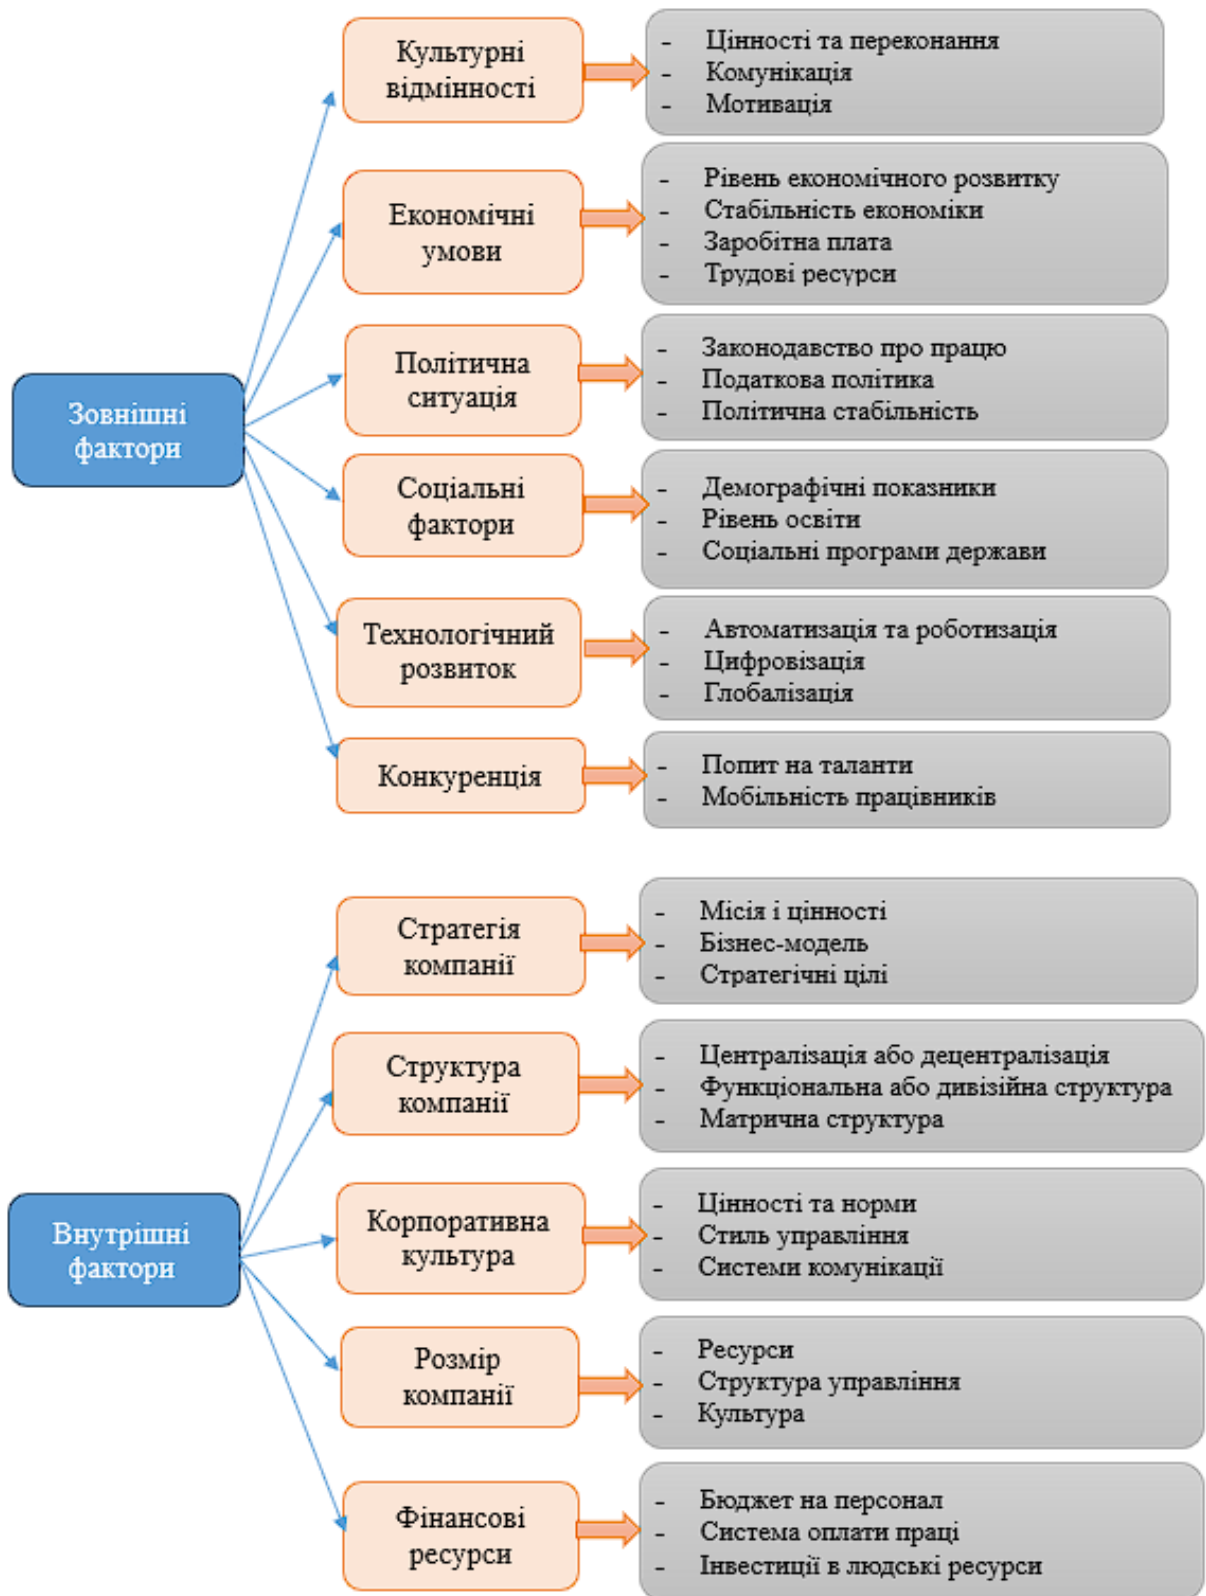 Зовнішні
фактори
Культурні
відмінності
- Цінності та переконання
- Комунікація
- Мотивація
Економічні
умови
- Рівень економічного розвитку
- Стабільність економіки
- Заробітна плата
- Трудові ресурси
Політична
ситуація
- Законодавство про працю
- Податкова політика
- Політична стабільність
Соціальні
фактори
- Демографічні показники
- Рівень освіти
- Соціальні програми держави
Технологічний
розвиток
- Автоматизація та роботизація
- Цифровізація
- Глобалізація
Конкуренція
- Попит на таланти
- Мобільність працівників
Внутрішні
фактори
Стратегія
компанії
- Місія і цінності
- Бізнес-модель
- Стратегічні цілі
Структура
компанії
- Централізація або децентралізація
- Функціональна або дивізійна структура
- Матрична структура
Корпоративна
культура
- Цінності та норми
- Стиль управління
- Системи комунікації
Розмір
компанії
- Ресурси
- Структура управління
- Культура
Фінансові
ресурси
- Бюджет на персонал
- Система оплати праці
- Інвестиції в людські ресурси